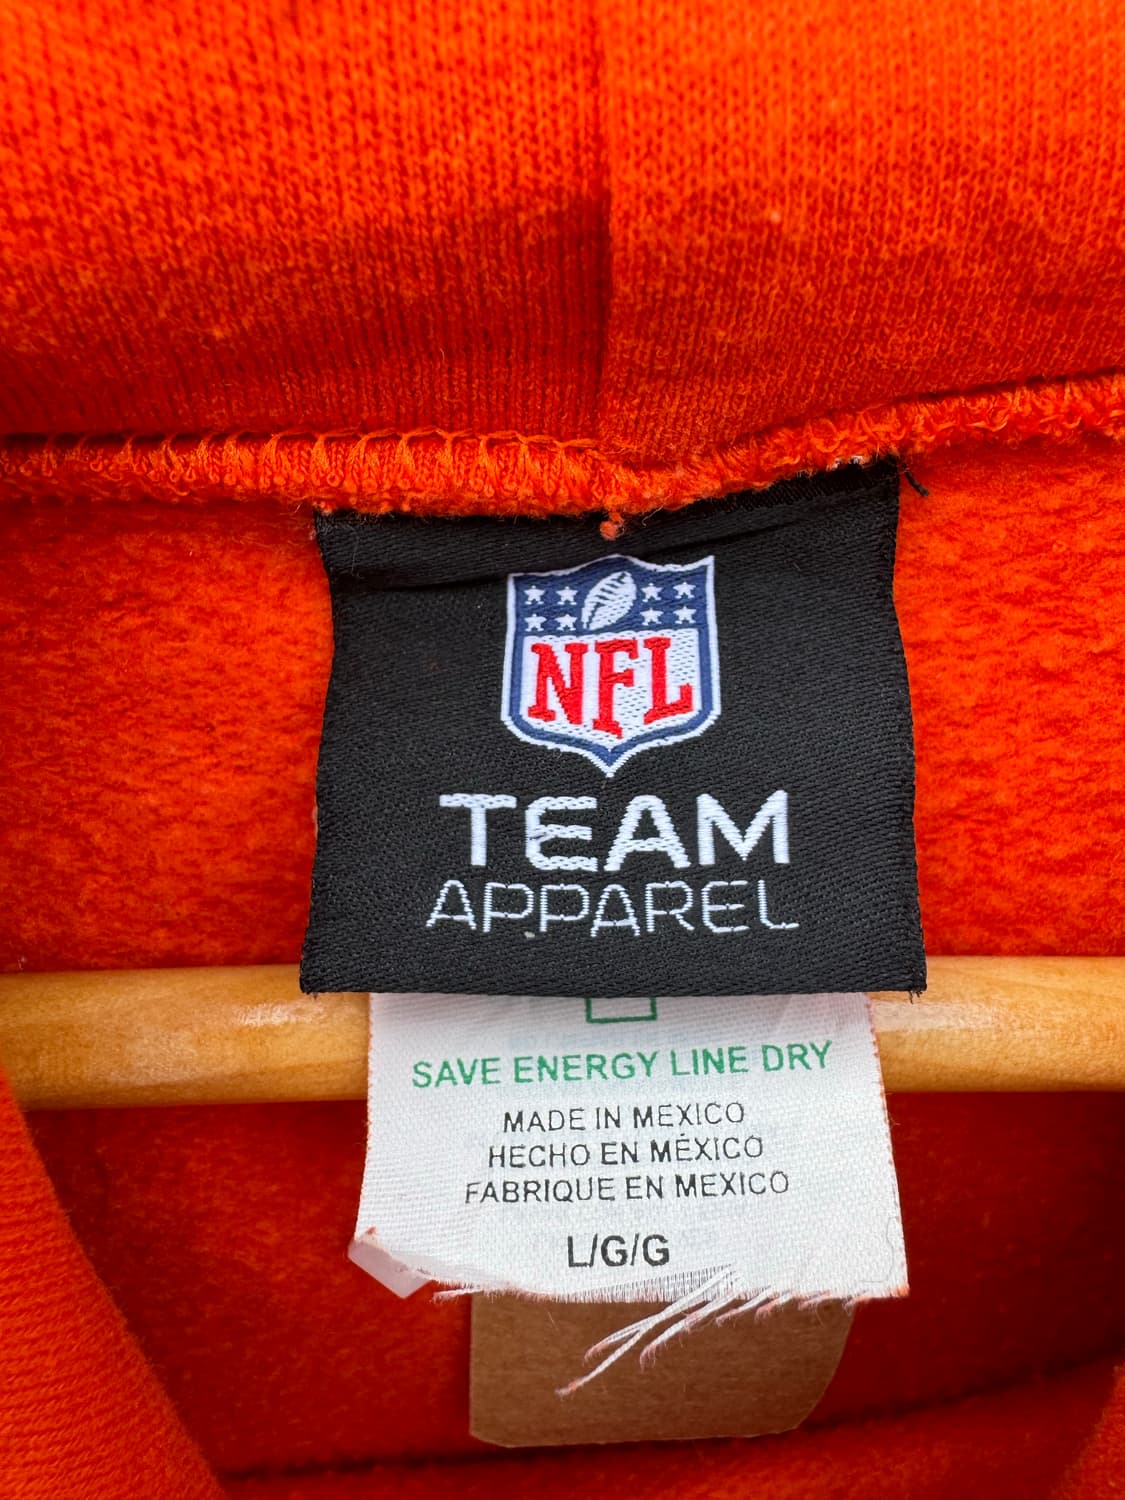 NFL
TEAM
APPAREL
SAVE ENERGY LINE DRY
MADE IN MEXICO
HECHO EN MÉXICO
FABRIQUE EN MEXICO
L/G/G